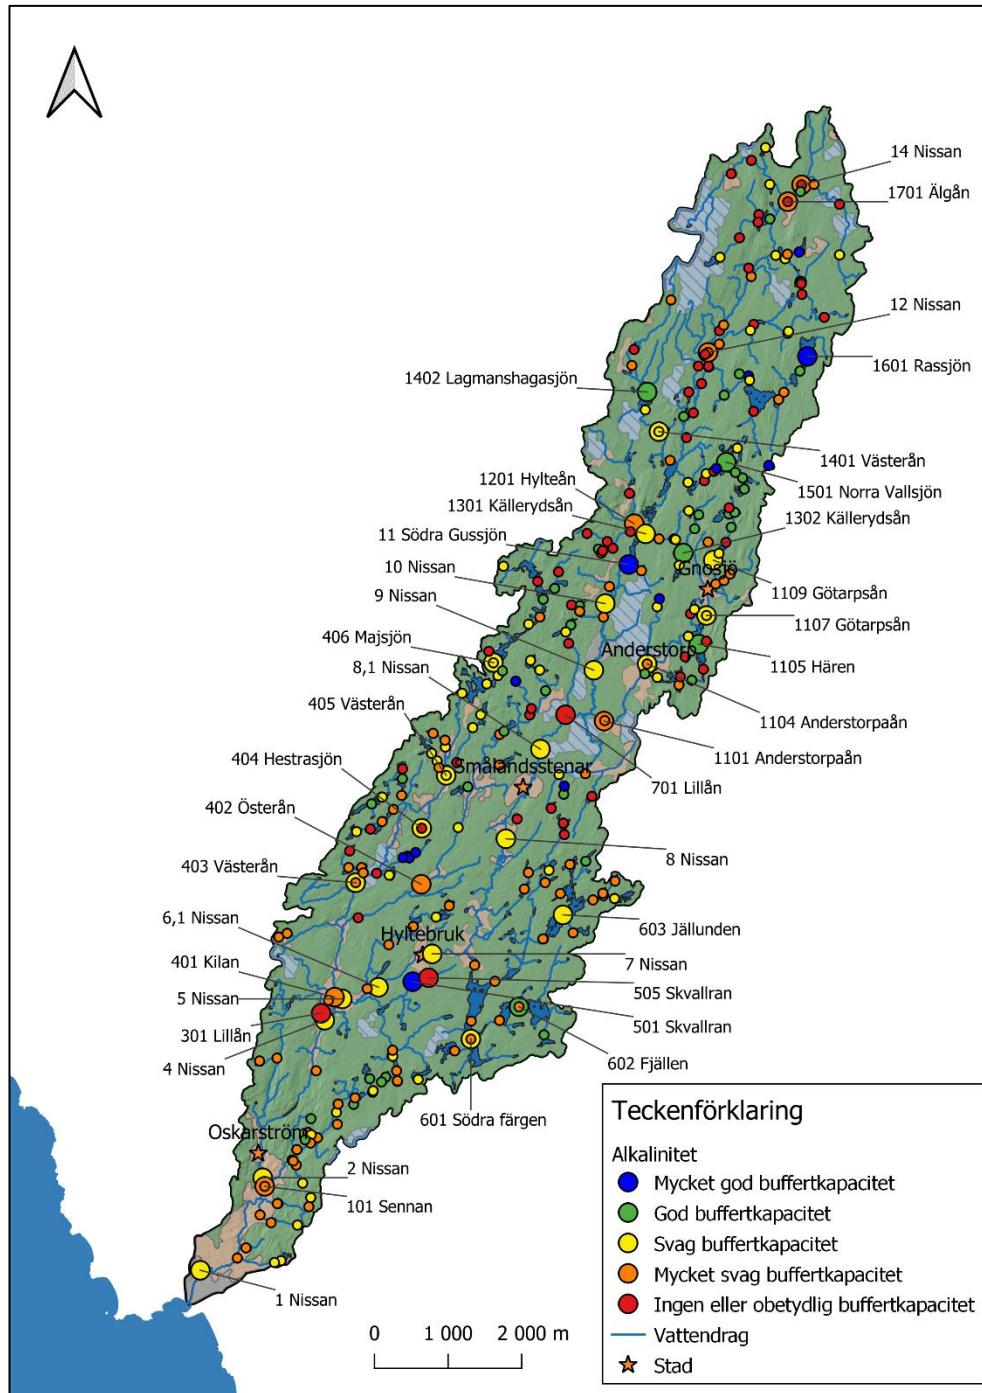 14 Nissan
1701 Älgån
12 Nissan
1601 Rassjön
1402 Lagmanshagasjön
1401 Västerån
1501 Norra Vallsjön
1201 Hylteån
1301 Källerydsån
1302 Källerydsån
11 Södra Gussjön
10 Nissan
Gnosjö
1109 Götarpsån
9 Nissan
1107 Götarpsån
406 Majsjön
Anderstorp
1105 Hären
8,1 Nissan
405 Västerån
1104 Anderstorpaån
1101 Anderstorpaån
404 Hestrasjön
Smålandsstenar
701 Lillån
402 Österån
8 Nissan
403 Västerån
6,1 Nissan
Hyltebruk
603 Jällunden
401 Kilan
7 Nissan
5 Nissan
505 Skvallran
301 Lillån
501 Skvallran
4 Nissan
602 Fjällen
601 Södra färgen
Oskarström
2 Nissan
101 Sennan
1 Nissan
0 1 000 2 000 m
Teckenförklaring
Alkalinitet
Mycket god buffertkapacitet
God buffertkapacitet
Svag buffertkapacitet
Mycket svag buffertkapacitet
Ingen eller obetydlig buffertkapacitet
Vattendrag
Stad